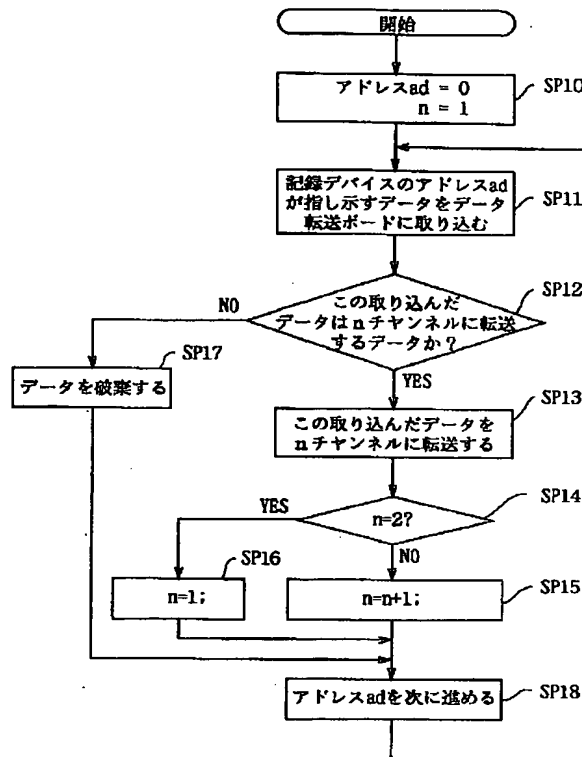 開始
アドレスad = 0
n = 1
SP10
記録デバイスのアドレスad
が指し示すデータをデータ
転送ボードに取り込む
SP11
この取り込んだ
データはnチャンネルに転送
するデータか?
SP12
NO
YES
SP17
データを破棄する
この取り込んだデータを
nチャンネルに転送する
SP13
n=2?
SP14
YES
NO
SP16
n=1;
n=n+1;
SP15
アドレスadを次に進める
SP18